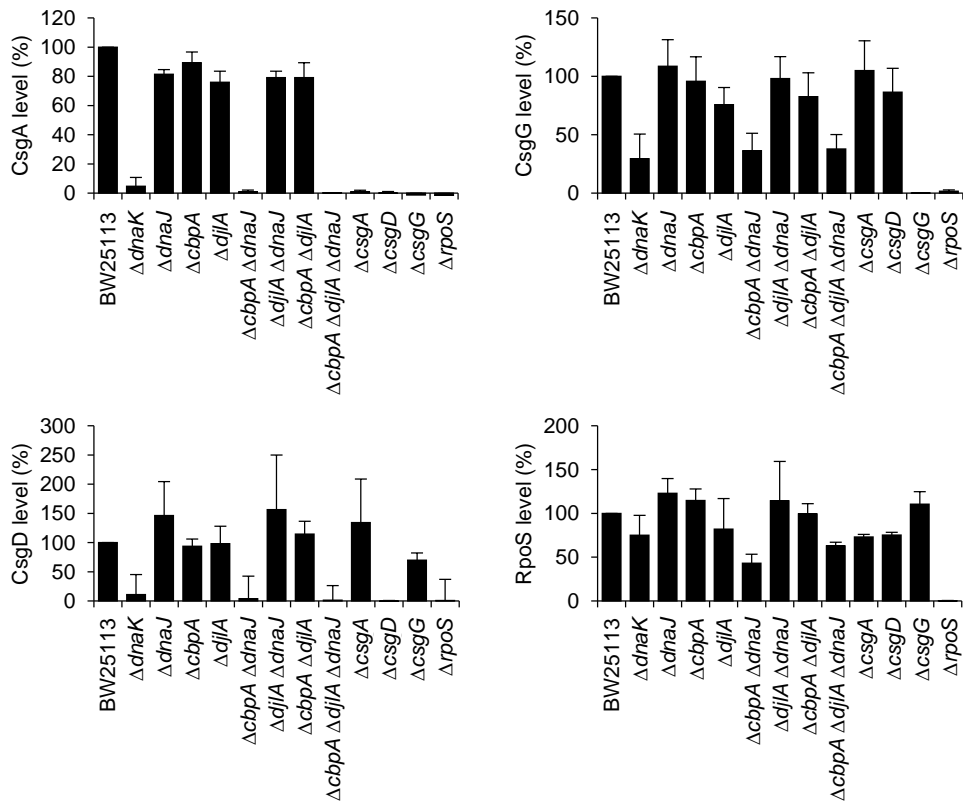 CsgA level (%)
120
100
80
60
40
20
0
BW25113
ΔdnaK
ΔdnaJ
ΔcbpA
ΔdjlA
ΔcbpA ΔdnaJ
ΔdjlA ΔdnaJ
ΔcbpA ΔdjlA
ΔcbpA ΔdjlA ΔdnaJ
ΔcsgA
ΔcsgD
ΔcsgG
ΔrpoS
CsgG level (%)
150
100
50
0
BW25113
ΔdnaK
ΔdnaJ
ΔcbpA
ΔdjlA
ΔcbpA ΔdnaJ
ΔdjlA ΔdnaJ
ΔcbpA ΔdjlA
ΔcbpA ΔdjlA ΔdnaJ
ΔcsgA
ΔcsgD
ΔcsgG
ΔrpoS
CsgD level (%)
300
250
200
150
100
50
0
BW25113
ΔdnaK
ΔdnaJ
ΔcbpA
ΔdjlA
ΔcbpA ΔdnaJ
ΔdjlA ΔdnaJ
ΔcbpA ΔdjlA
ΔcbpA ΔdjlA ΔdnaJ
ΔcsgA
ΔcsgD
ΔcsgG
ΔrpoS
RpoS level (%)
200
150
100
50
0
BW25113
ΔdnaK
ΔdnaJ
ΔcbpA
ΔdjlA
ΔcbpA ΔdnaJ
ΔdjlA ΔdnaJ
ΔcbpA ΔdjlA
ΔcbpA ΔdjlA ΔdnaJ
ΔcsgA
ΔcsgD
ΔcsgG
ΔrpoS